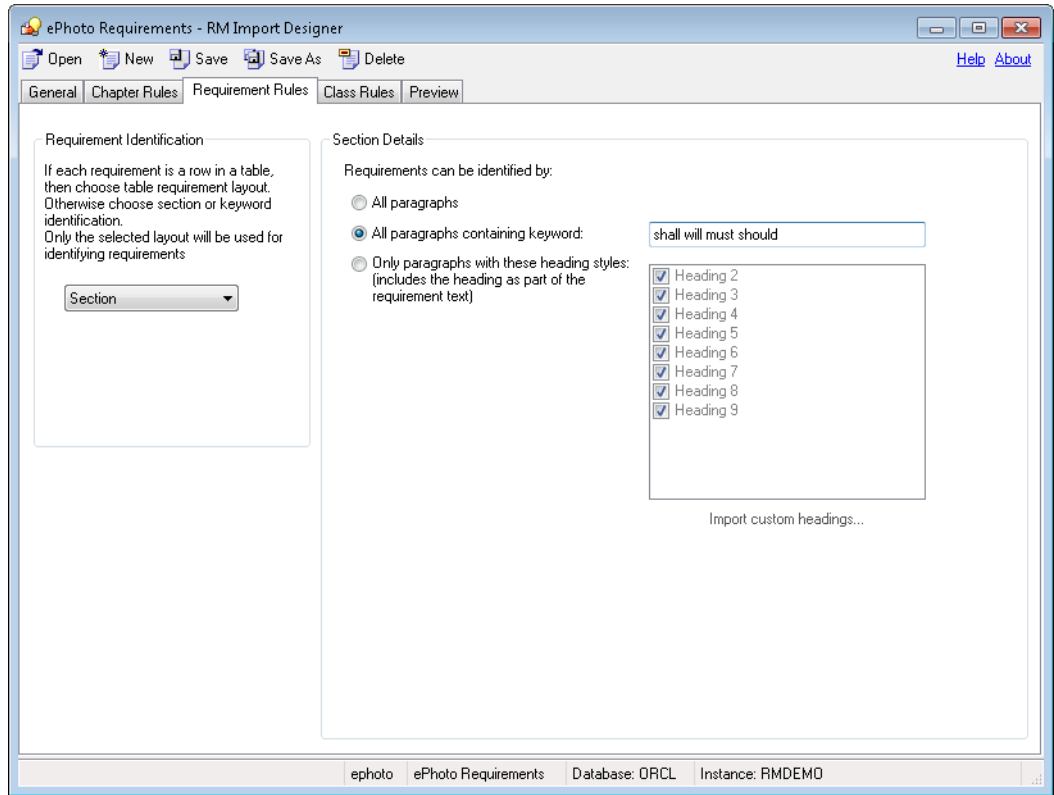 ePhoto Requirements - RM Import Designer
Open New Save Save As Delete Help About
General Chapter Rules Requirement Rules Class Rules Preview
Requirement Identification
If each requirement is a row in a table,
then choose table requirement layout.
Otherwise choose section or keyword
identification.
Only the selected layout will be used for
identifying requirements
Section
Section Details
Requirements can be identified by:
All paragraphs
All paragraphs containing keyword: shall will must should
Only paragraphs with these heading styles:
(includes the heading as part of the
requirement text)
Heading 2
Heading 3
Heading 4
Heading 5
Heading 6
Heading 7
Heading 8
Heading 9
Import custom headings...
ephoto ePhoto Requirements Database: ORCL Instance: RMDEMO